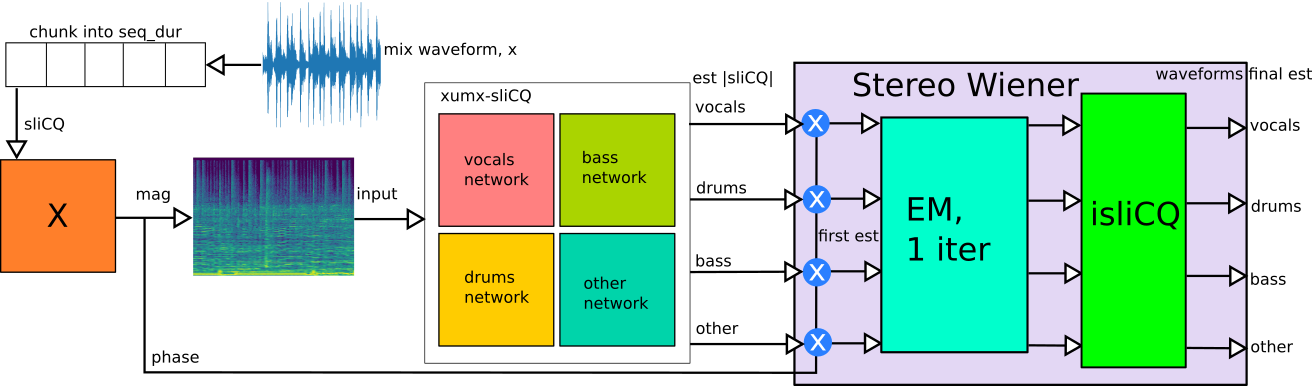 chunk into seq_dur
mix waveform, x
sliCQ
X
mag
phase
input
xumx-sliCQ
vocals
network
bass
network
drums
network
other
network
est |sliCQ|
vocals
drums
bass
other
Stereo Wiener
X
X
X
X
first est
EM,
1 iter
isliCQ
waveforms final est
vocals
drums
bass
other